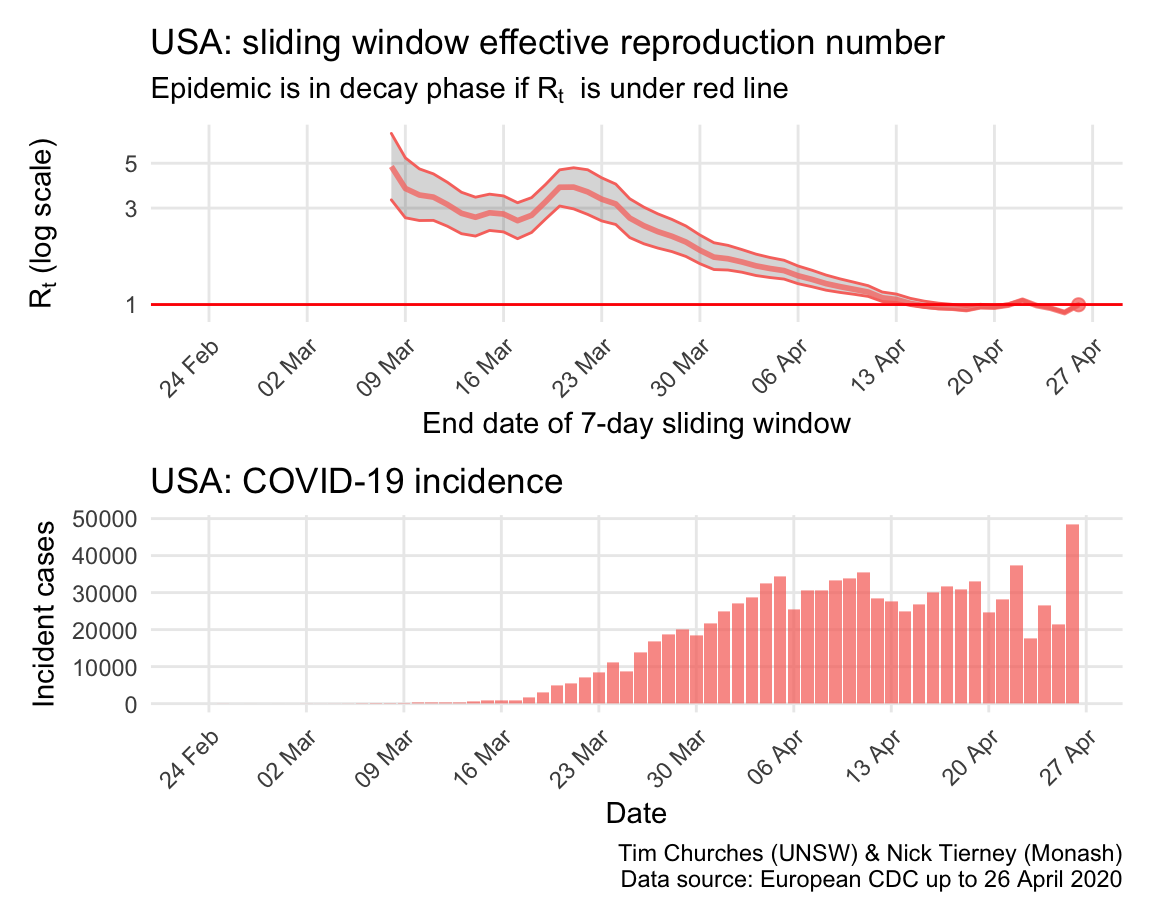 USA: sliding window effective reproduction number
Epidemic is in decay phase if Rt is under red line
Rt (log scale)
5
3
1
24 Feb
02 Mar
09 Mar
16 Mar
23 Mar
30 Mar
06 Apr
13 Apr
20 Apr
27 Apr
End date of 7-day sliding window
USA: COVID-19 incidence
Incident cases
50000
40000
30000
20000
10000
0
24 Feb
02 Mar
09 Mar
16 Mar
23 Mar
30 Mar
06 Apr
13 Apr
20 Apr
27 Apr
Date
Tim Churches (UNSW) & Nick Tierney (Monash)
Data source: European CDC up to 26 April 2020